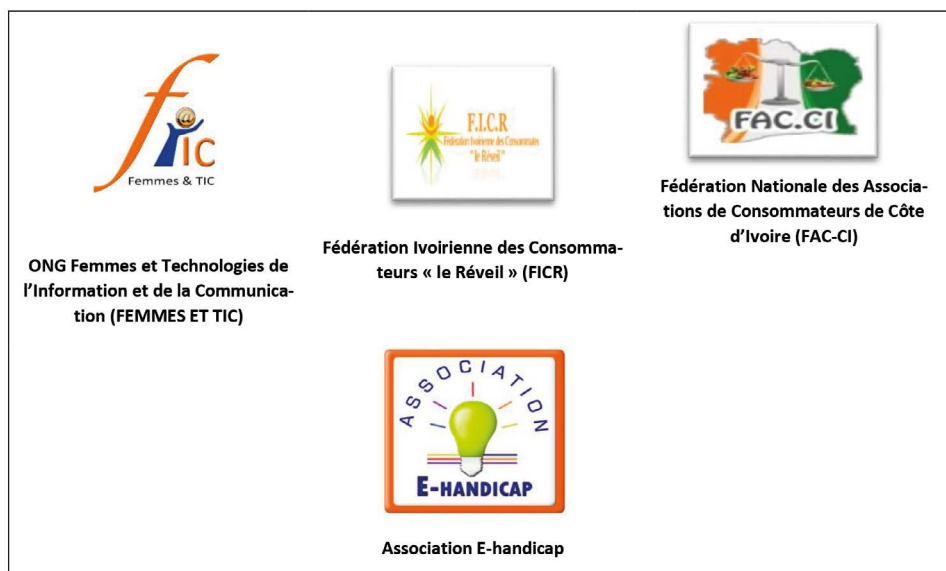 f
@
TIC
Femmes & TIC
ONG Femmes et Technologies de
l’Information et de la Communica-
tion (FEMMES ET TIC)
F.I.C.R
Fédération Ivoirienne des Consommateurs
" le Réveil "
Fédération Ivoirienne des Consomma-
teurs « le Réveil » (FICR)
FAC.CI
Fédération Nationale des Associa-
tions de Consommateurs de Côte
d’Ivoire (FAC-CI)
ASSOCIATION
E-HANDICAP
Association E-handicap